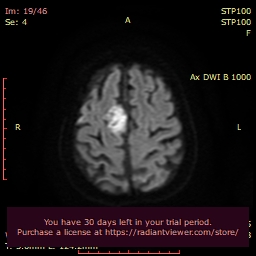 Im: 19/46
Se: 4
A
STP100
STP100
F
Ax DWI B 1000
R
L
You have 30 days left in your trial period.
Purchase a license at https://radiantviewer.com/store/